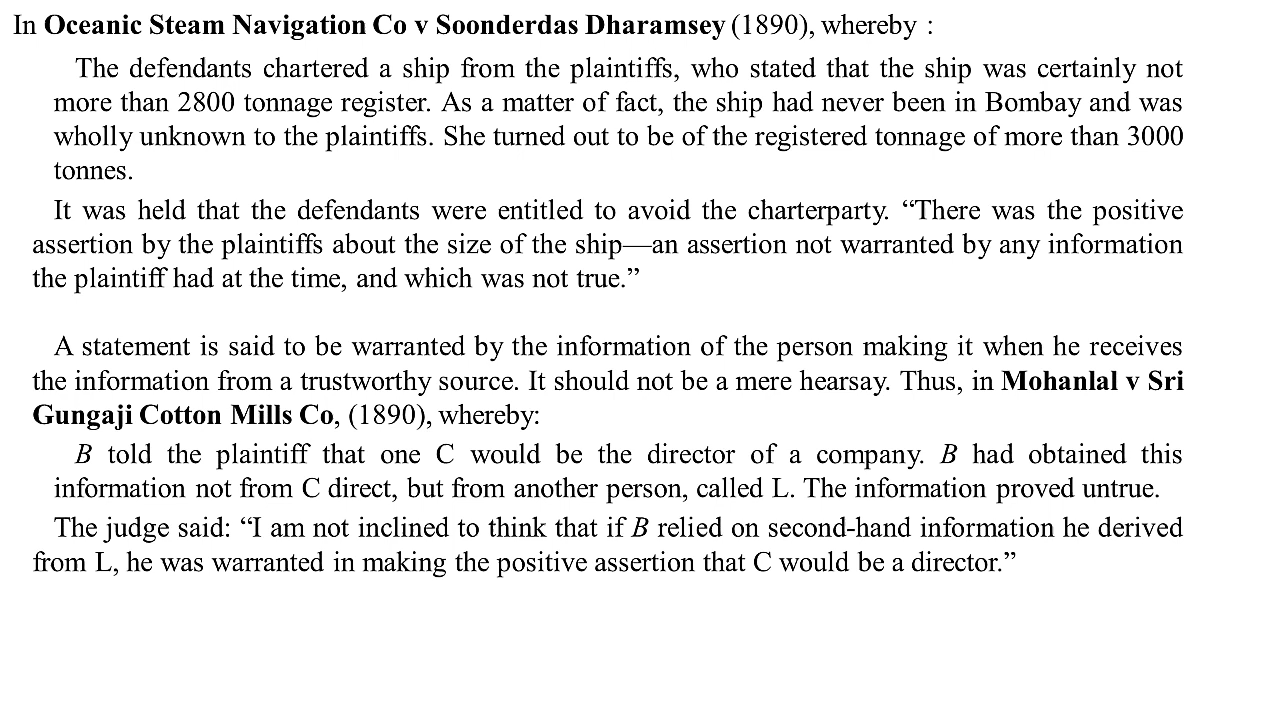 In Oceanic Steam Navigation Co v Soonderdas Dharamsey (1890), whereby :
The defendants chartered a ship from the plaintiffs, who stated that the ship was certainly not
more than 2800 tonnage register. As a matter of fact, the ship had never been in Bombay and was
wholly unknown to the plaintiffs. She turned out to be of the registered tonnage of more than 3000
tonnes.
It was held that the defendants were entitled to avoid the charterparty. “There was the positive
assertion by the plaintiffs about the size of the ship—an assertion not warranted by any information
the plaintiff had at the time, and which was not true.”
A statement is said to be warranted by the information of the person making it when he receives
the information from a trustworthy source. It should not be a mere hearsay. Thus, in Mohanlal v Sri
Gungaji Cotton Mills Co, (1890), whereby:
B told the plaintiff that one C would be the director of a company. B had obtained this
information not from C direct, but from another person, called L. The information proved untrue.
The judge said: “I am not inclined to think that if B relied on second-hand information he derived
from L, he was warranted in making the positive assertion that C would be a director.”